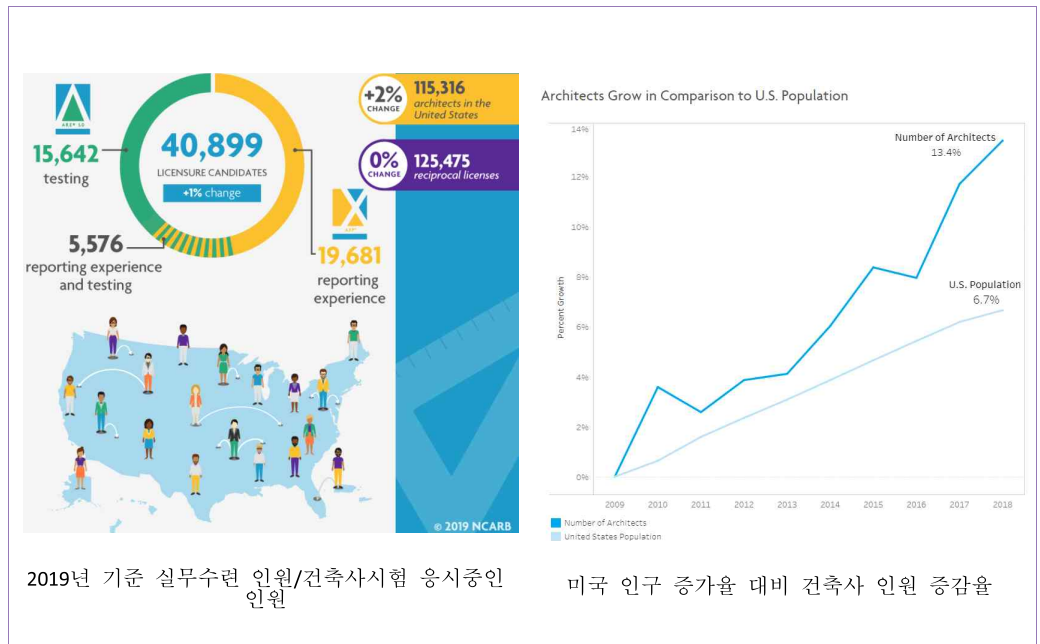 ARE® 5.0
15,642
testing
40,899
LICENSURE CANDIDATES
+1% change
5,576
reporting experience
and testing
19,681
reporting
experience
+2%
CHANGE
115,316
architects in the
United States
0%
CHANGE
125,475
reciprocal licenses
© 2019 NCARB
2019년 기준 실무수련 인원/건축사시험 응시중인
인원
Architects Grow in Comparison to U.S. Population
Percent Growth
14%
12%
10%
8%
6%
4%
2%
0%
Number of Architects
13.4%
U.S. Population
6.7%
2009 2010 2011 2012 2013 2014 2015 2016 2017 2018
Number of Architects
United States Population
미국 인구 증가율 대비 건축사 인원 증감율